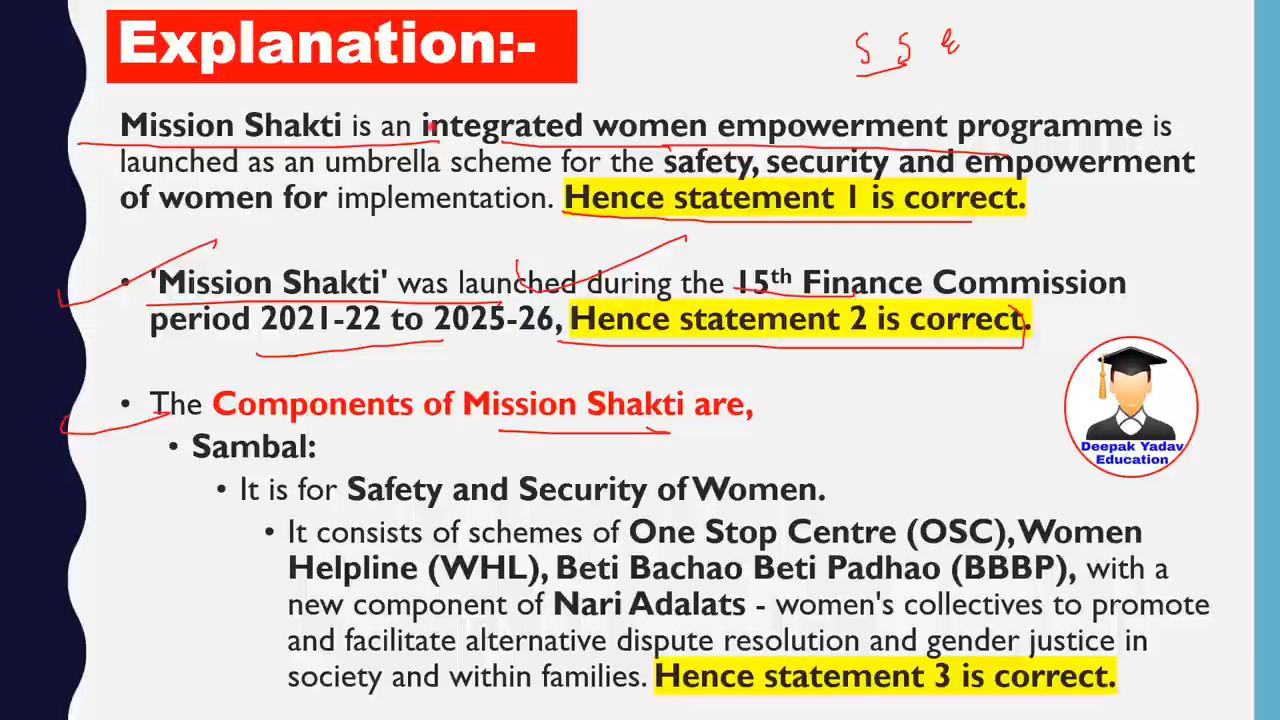 Explanation:-
S S E
Mission Shakti is an integrated women empowerment programme is
launched as an umbrella scheme for the safety, security and empowerment
of women for implementation. Hence statement 1 is correct.
• 'Mission Shakti' was launched during the 15th Finance Commission
period 2021-22 to 2025-26, Hence statement 2 is correct.
• The Components of Mission Shakti are,
• Sambal:
• It is for Safety and Security of Women.
• It consists of schemes of One Stop Centre (OSC), Women
Helpline (WHL), Beti Bachao Beti Padhao (BBBP), with a
new component of Nari Adalats - women's collectives to promote
and facilitate alternative dispute resolution and gender justice in
society and within families. Hence statement 3 is correct.
Deepak Yadav
Education